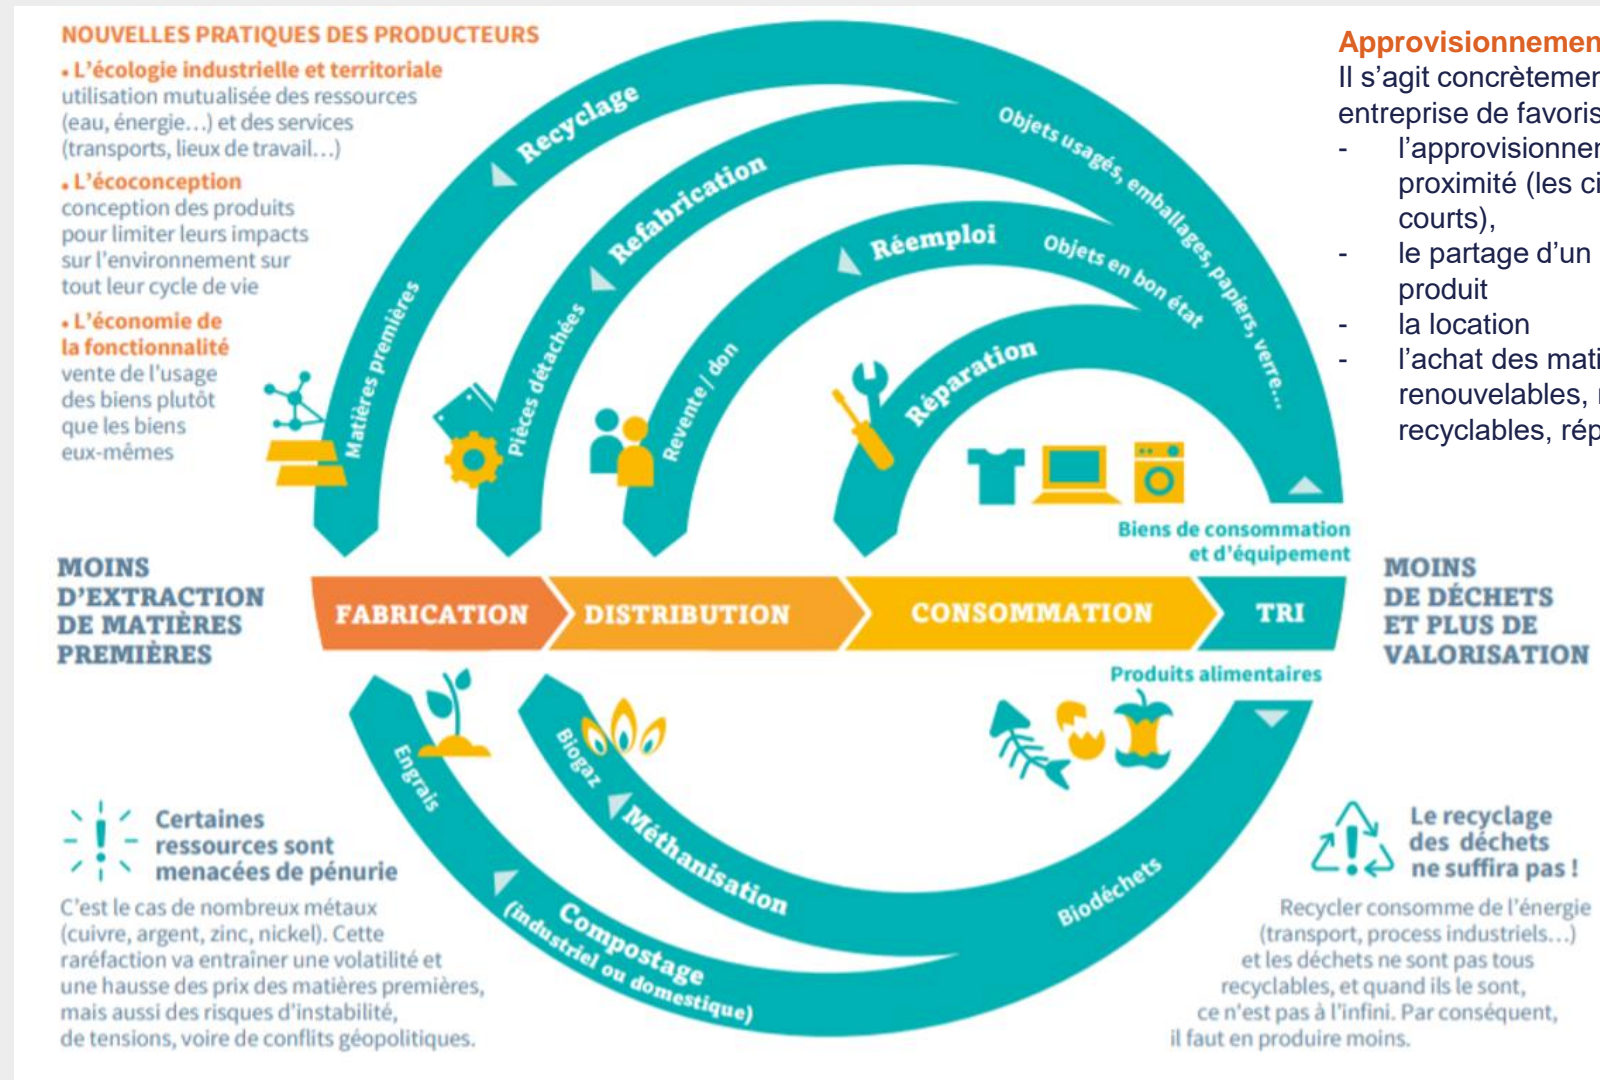 NOUVELLES PRATIQUES DES PRODUCTEURS
• L'écologie industrielle et territoriale
utilisation mutualisée des ressources
(eau, énergie…) et des services
(transports, lieux de travail…)
• L'écoconception
conception des produits
pour limiter leurs impacts
sur l'environnement sur
tout leur cycle de vie
• L'économie de
la fonctionnalité
vente de l'usage
des biens plutôt
que les biens
eux-mêmes
Recyclage
Matières premières
Objets usagés, emballages, papiers, verre…
Refabrication
Pièces détachées
Réemploi
Objets en bon état
Revente / don
Réparation
Il s'agit
entreprise de
-
proximité (les
courts),
- le partage d'un
produit
- la location
- l'achat des
renouvelables,
recyclables,
Biens de consommation
et d'équipement
MOINS
D'EXTRACTION
DE MATIÈRES
PREMIÈRES
FABRICATION
DISTRIBUTION
CONSOMMATION
TRI
MOINS
DE DÉCHETS
ET PLUS DE
VALORISATION
Produits alimentaires
Engrais
Biogaz
Méthanisation
Compostage
(industriel ou domestique)
Biodéchets
Certaines
ressources sont
menacées de pénurie
C'est le cas de nombreux métaux
(cuivre, argent, zinc, nickel). Cette
raréfaction va entraîner une volatilité et
une hausse des prix des matières premières,
mais aussi des risques d'instabilité,
de tensions, voire de conflits géopolitiques.
Le recyclage
des déchets
ne suffira pas !
Recycler consomme de l'énergie
(transport, process industriels…)
et les déchets ne sont pas tous
recyclables, et quand ils le sont,
ce n'est pas à l'infini. Par conséquent,
il faut en produire moins.